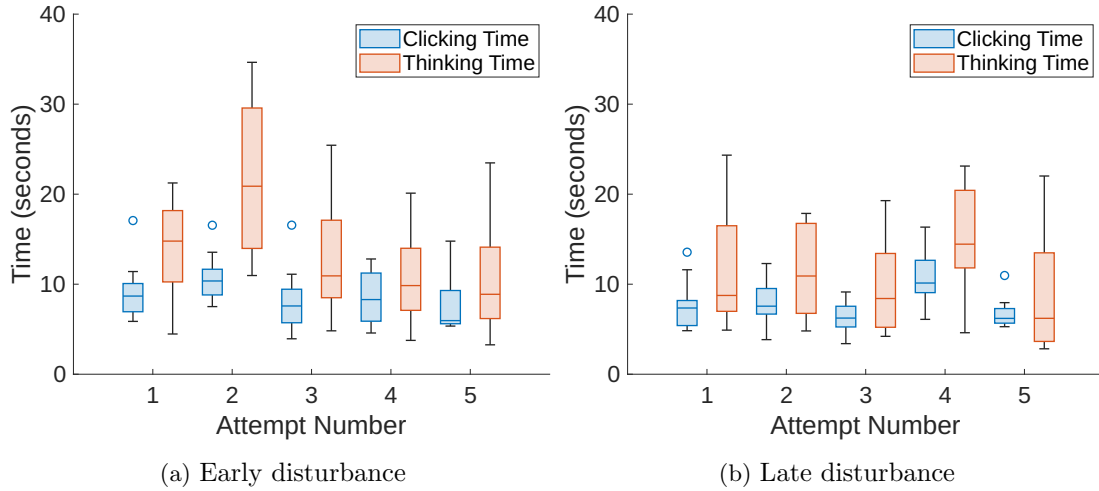 40
30
20
10
0
Time (seconds)
Clicking Time
Thinking Time
1 2 3 4 5
Attempt Number
(a) Early disturbance
40
30
20
10
0
Time (seconds)
Clicking Time
Thinking Time
1 2 3 4 5
Attempt Number
(b) Late disturbance